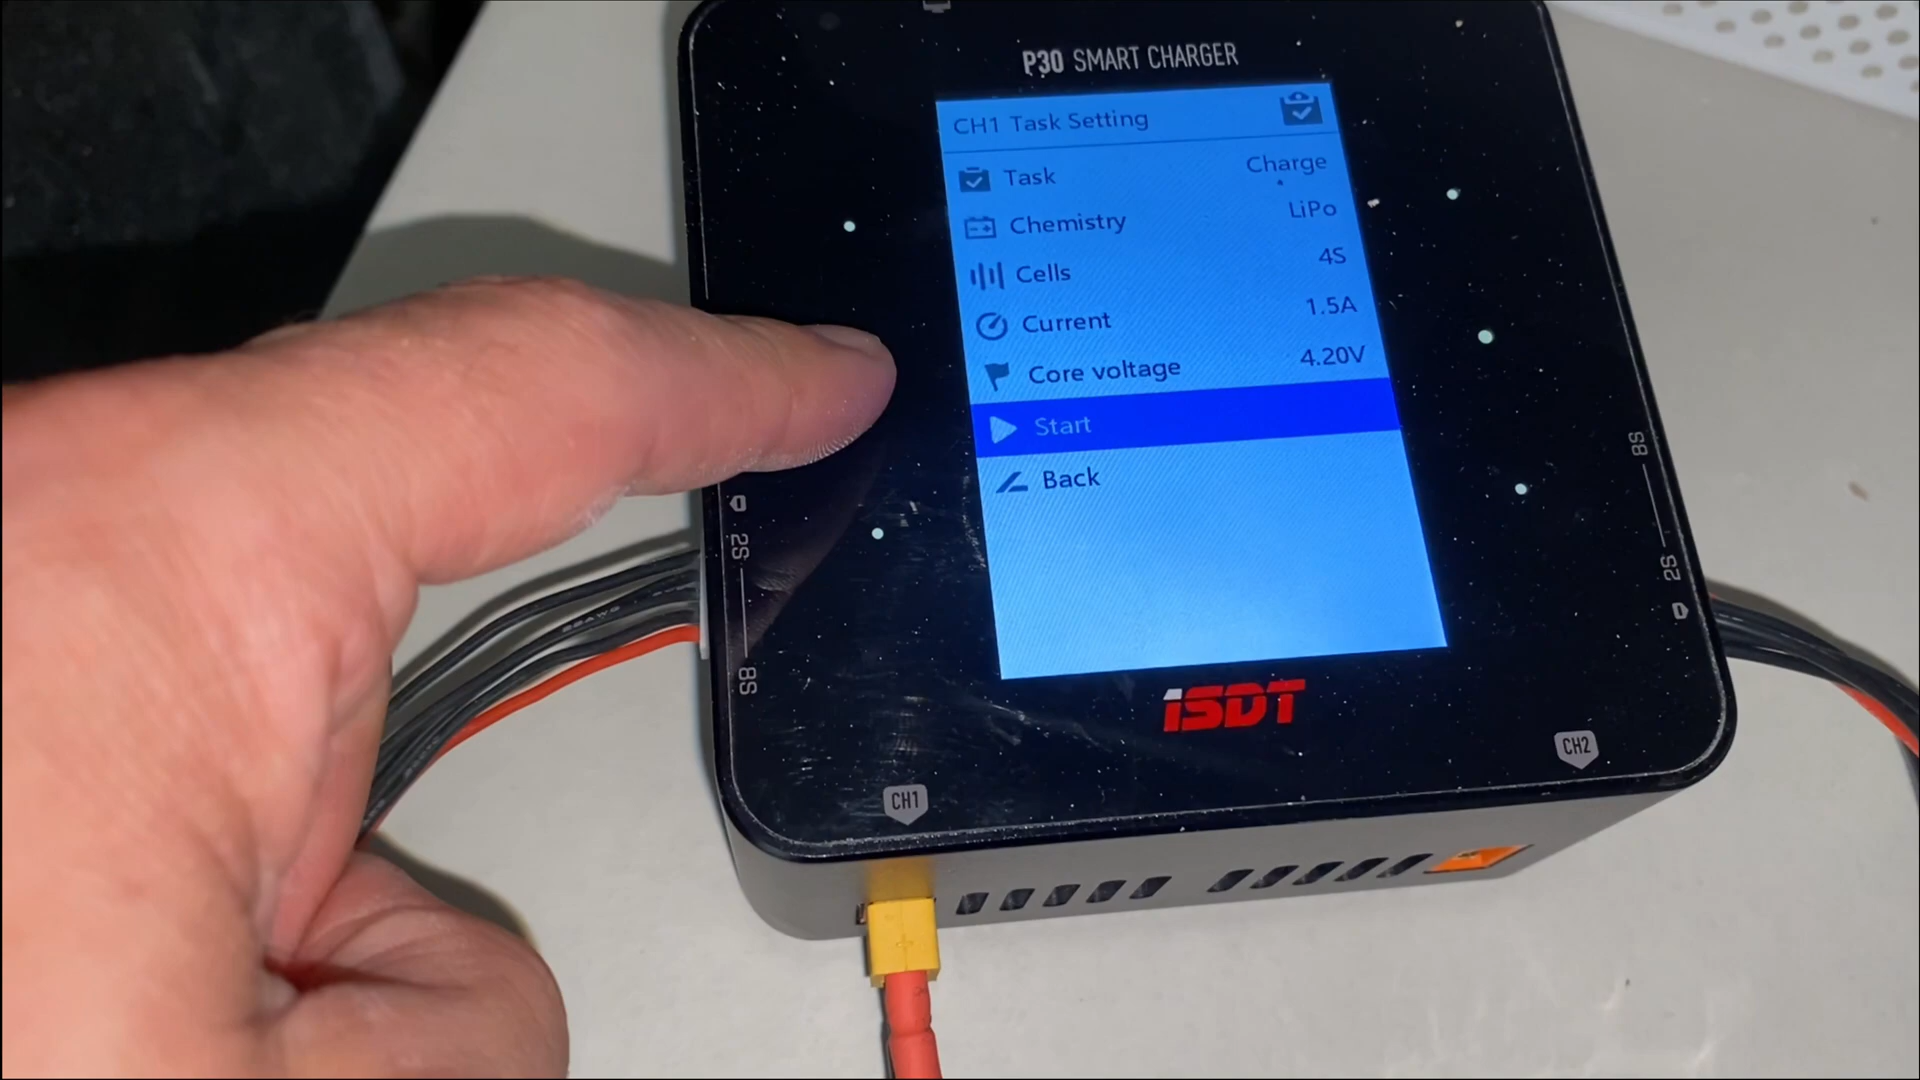 P30 SMART CHARGER
CH1 Task Setting
Task Charge
Chemistry LiPo
Cells 4S
Current 1.5A
Core voltage 4.20V
Start
Back
2S
8S
8S
2S
22AWG
iSDT
CH1
CH2